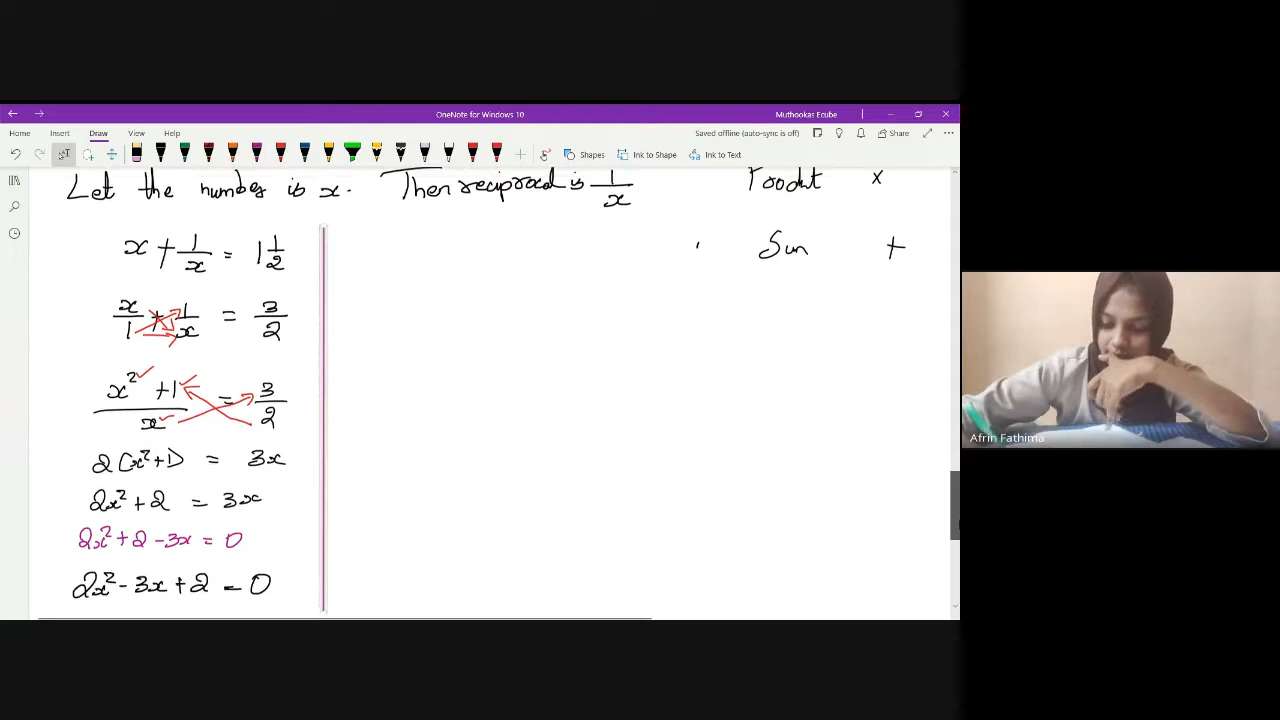 OneNote for Windows 10
Muthookas Ecube
Home Insert Draw View Help
Saved offline (auto-sync is off) Share
Shapes Ink to Shape Ink to Text
Let the number is x. Then reciprocal is 1/x Product ×
x + 1/x = 1 1/2 Sum +
x/1 + 1/x = 3/2
x² + 1 / x = 3/2
2(x²+1) = 3x
2x² + 2 = 3x
2x² + 2 - 3x = 0
2x² - 3x + 2 = 0
Afrin Fathima